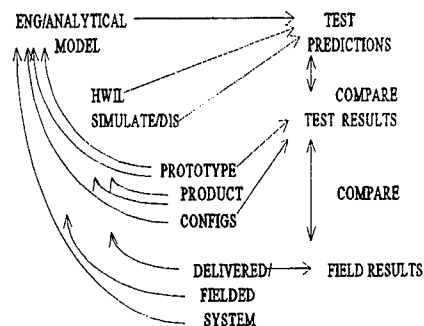 ENG/ANALYTICAL
MODEL
TEST
PREDICTIONS
HWIL
SIMULATE/DIS
COMPARE
TEST RESULTS
PROTOTYPE
PRODUCT
CONFIGS
COMPARE
DELIVERED/
FIELDED
SYSTEM
FIELD RESULTS